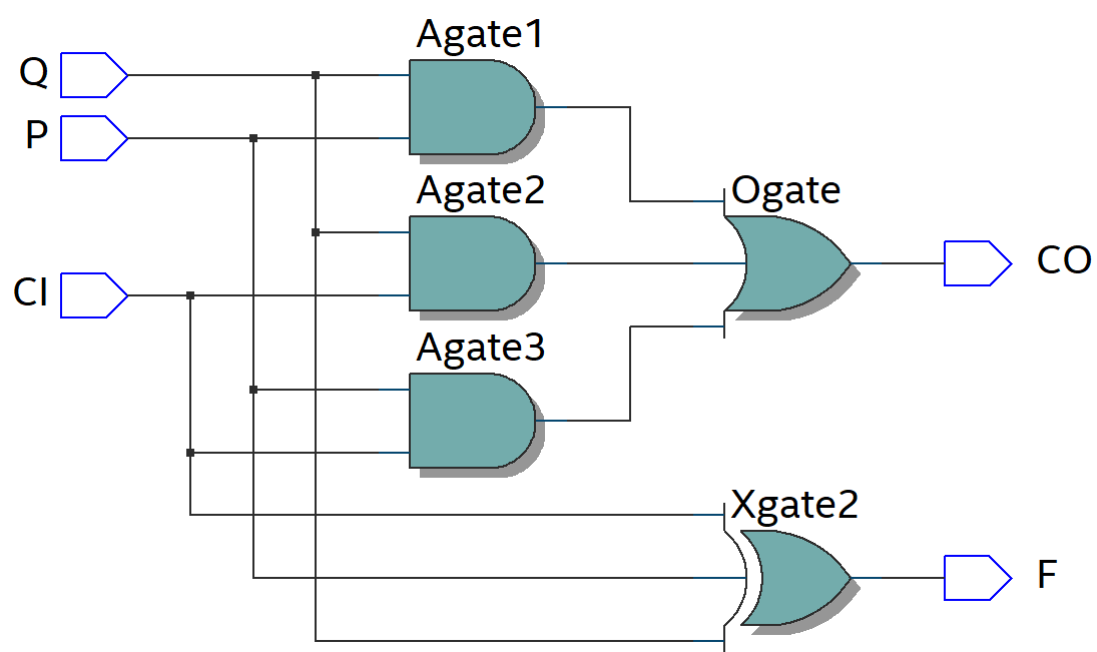 Agate1
Q
P
Agate2
Ogate
CI
CO
Agate3
Xgate2
F